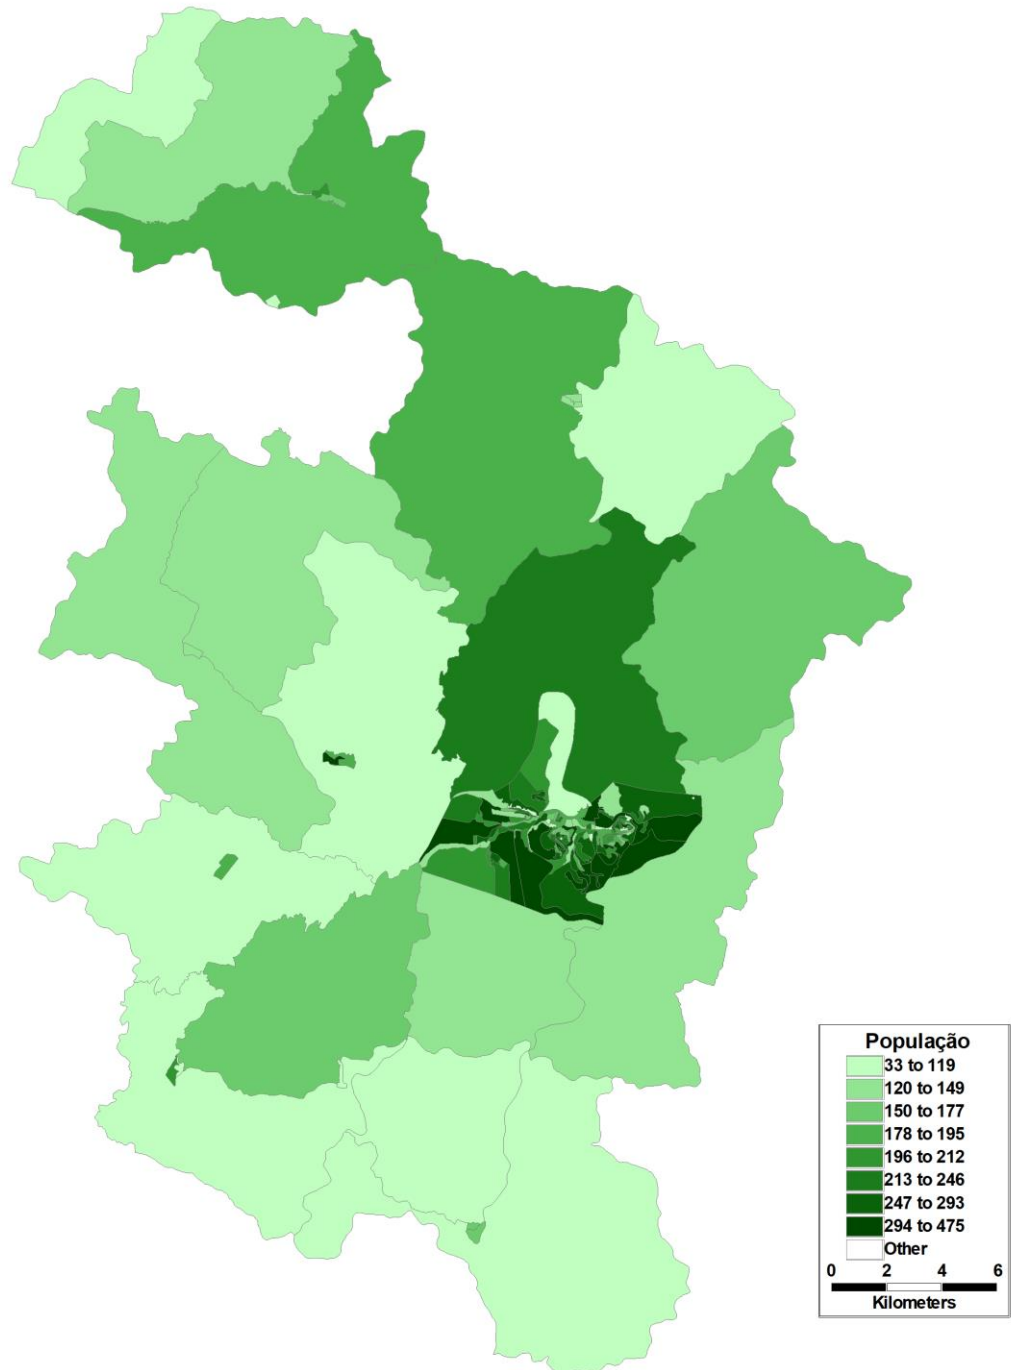 População
33 to 119
120 to 149
150 to 177
178 to 195
196 to 212
213 to 246
247 to 293
294 to 475
Other
0 2 4 6
Kilometers